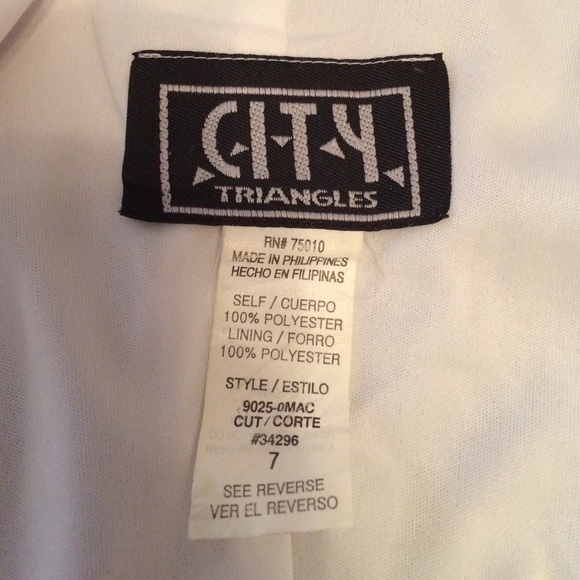 CITY
TRIANGLES
RN# 75010
MADE IN PHILIPPINES
HECHO EN FILIPINAS
SELF / CUERPO
100% POLYESTER
LINING / FORRO
100% POLYESTER
STYLE / ESTILO
9025-0MAC
CUT / CORTE
#34296
7
SEE REVERSE
VER EL REVERSO